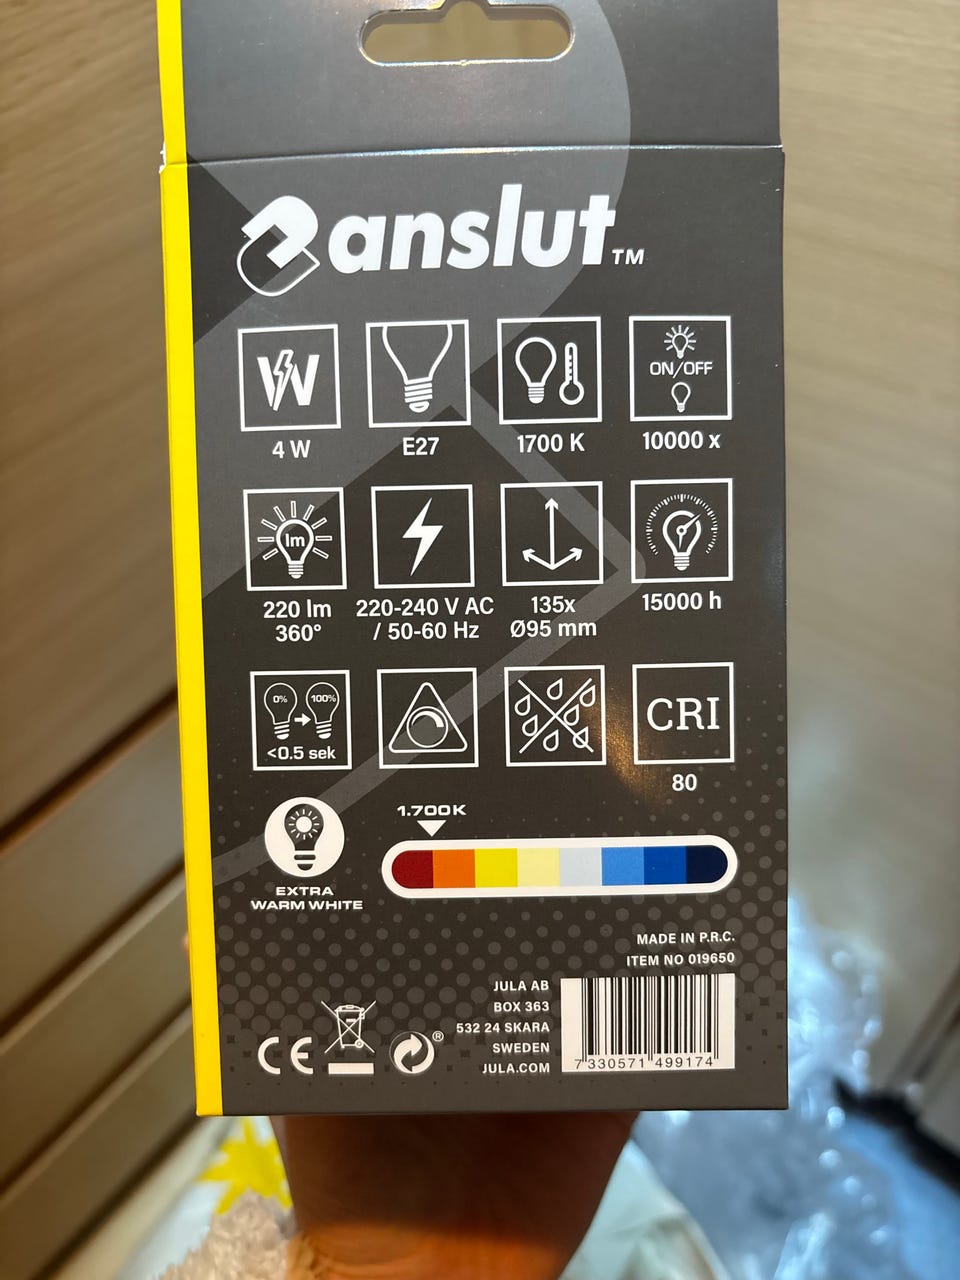 anslut™
W
4 W
E27
1700 K
ON/OFF
10000 x
lm
220 lm
360°
220-240 V AC
/ 50-60 Hz
135x
Ø95 mm
15000 h
0% 100%
<0.5 sek
CRI
80
1.700K
EXTRA
WARM WHITE
MADE IN P.R.C.
ITEM NO 019650
JULA AB
BOX 363
532 24 SKARA
SWEDEN
JULA.COM
CE
®
7 330571 499174